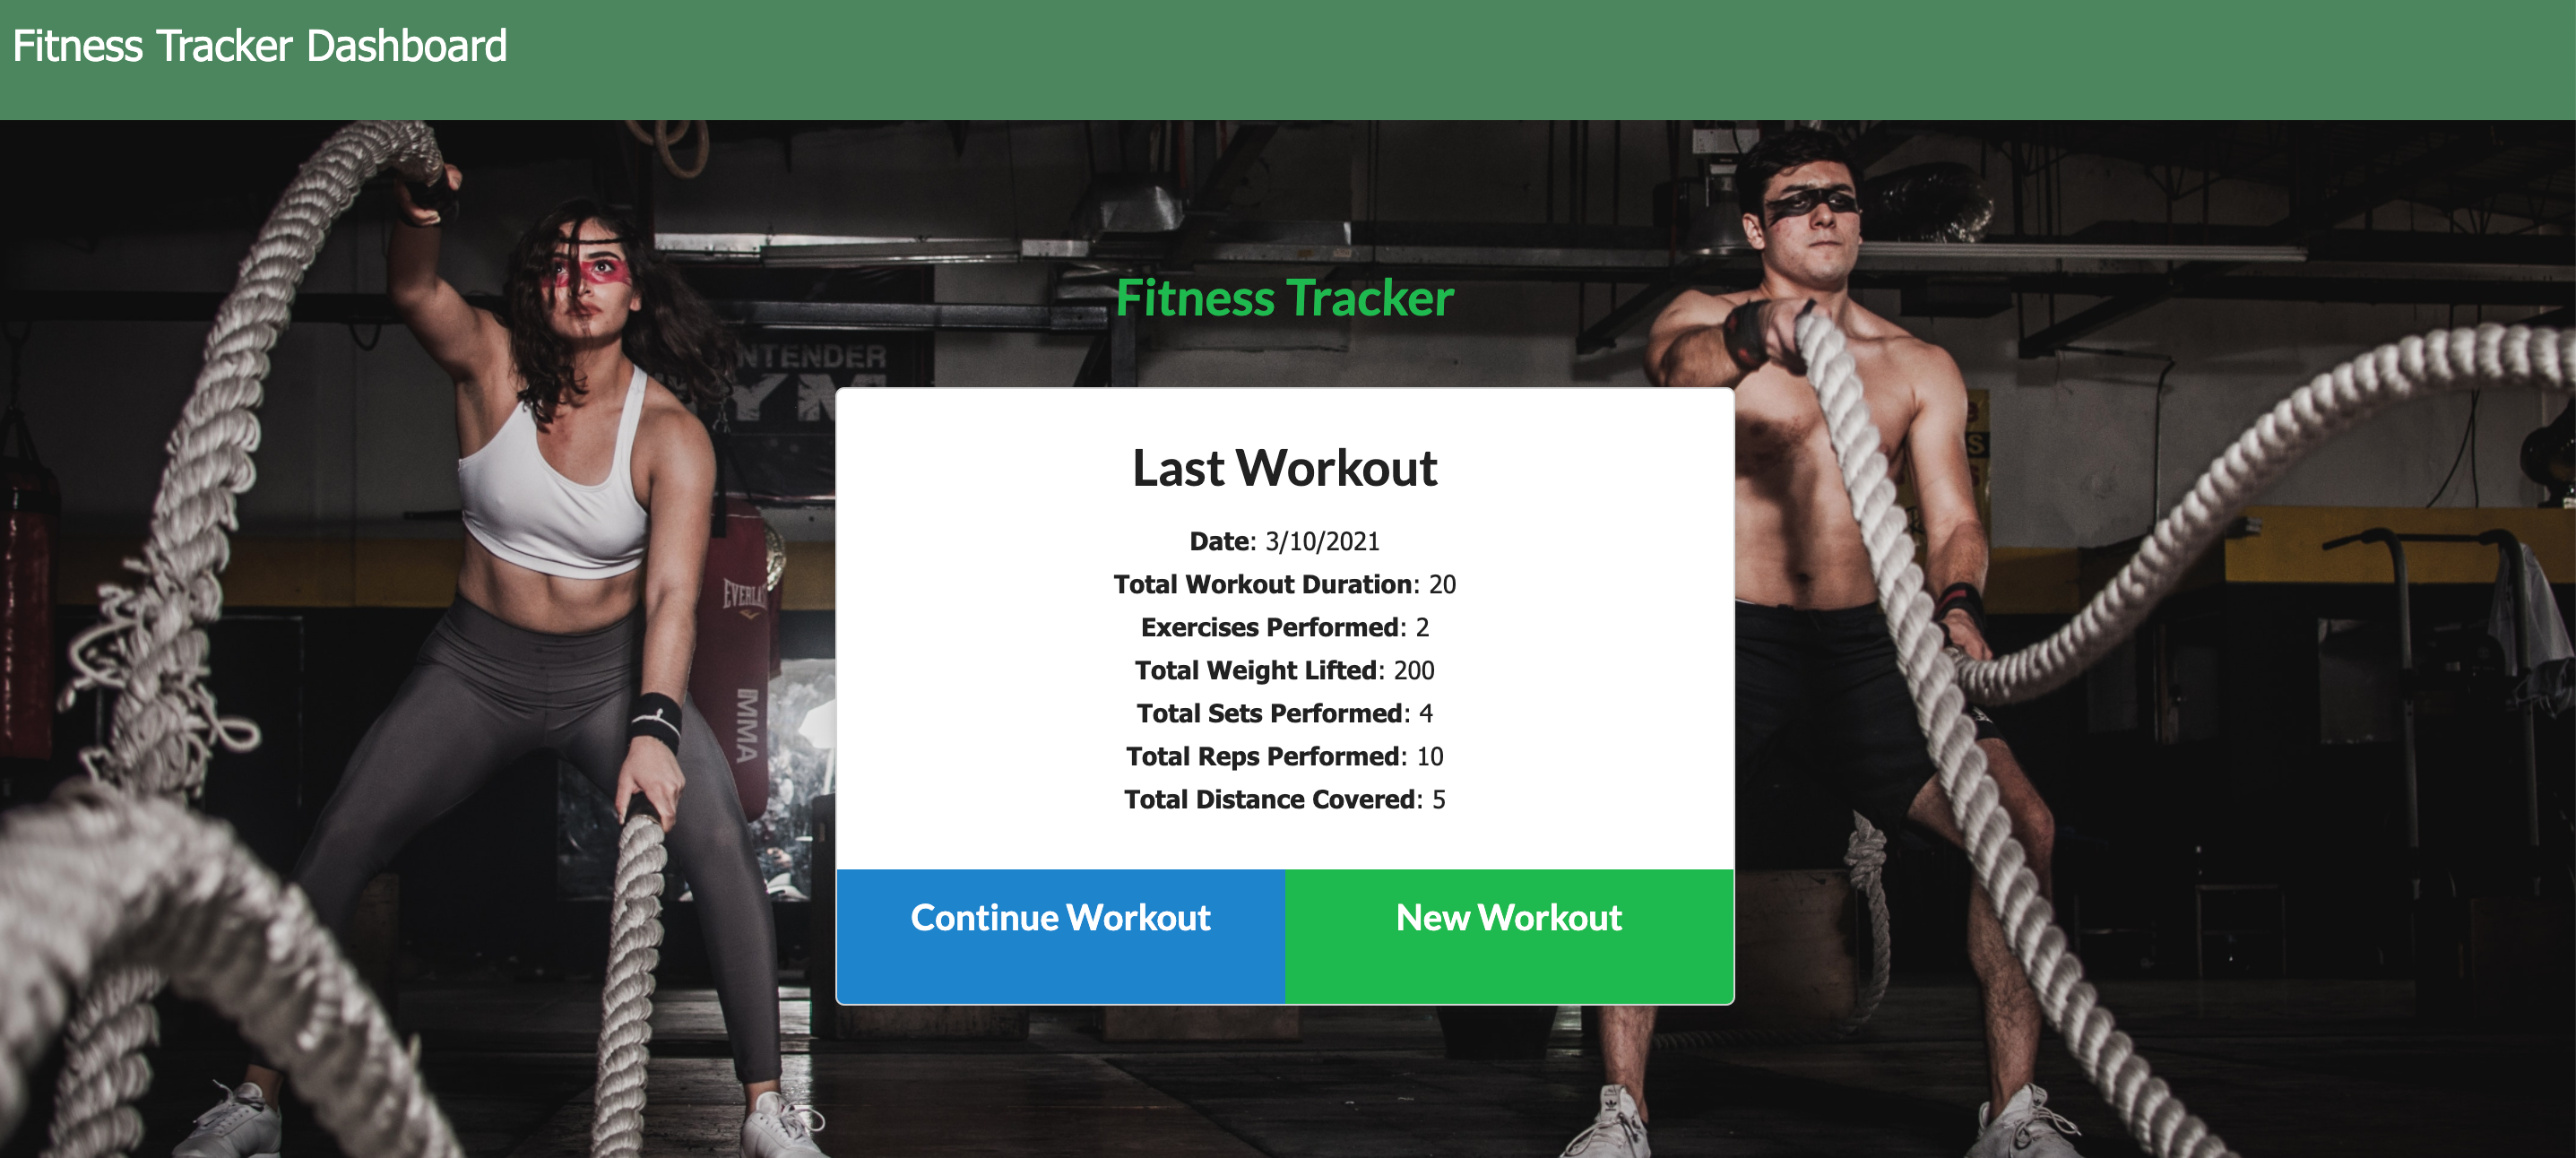 Fitness Tracker Dashboard
Fitness Tracker
NTENDER
YM
Last Workout
Date: 3/10/2021
Total Workout Duration: 20
Exercises Performed: 2
Total Weight Lifted: 200
Total Sets Performed: 4
Total Reps Performed: 10
Total Distance Covered: 5
EVERLAS
MMA
Continue Workout
New Workout